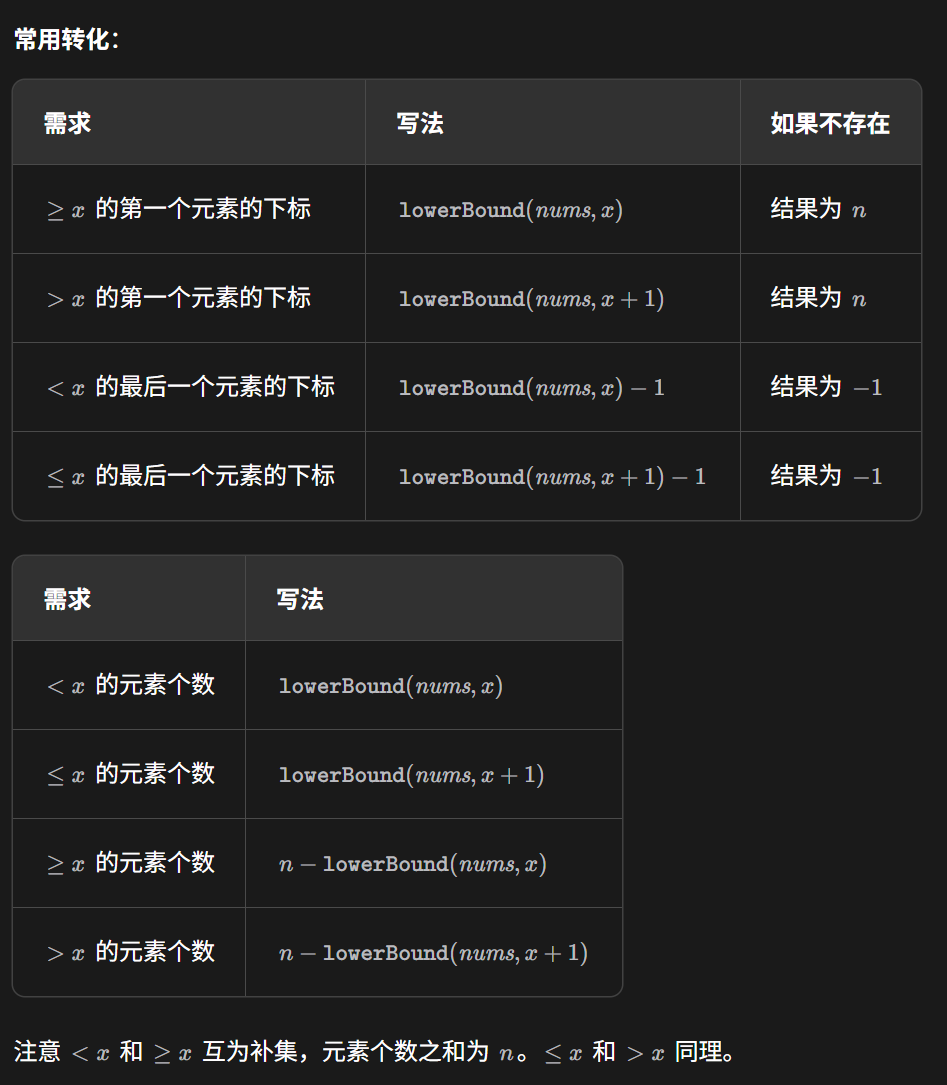 常用转化：
需求 写法 如果不存在
≥ x 的第一个元素的下标 lowerBound(nums, x) 结果为 n
> x 的第一个元素的下标 lowerBound(nums, x + 1) 结果为 n
< x 的最后一个元素的下标 lowerBound(nums, x) − 1 结果为 −1
≤ x 的最后一个元素的下标 lowerBound(nums, x + 1) − 1 结果为 −1
需求 写法
< x 的元素个数 lowerBound(nums, x)
≤ x 的元素个数 lowerBound(nums, x + 1)
≥ x 的元素个数 n − lowerBound(nums, x)
> x 的元素个数 n − lowerBound(nums, x + 1)
注意 < x 和 ≥ x 互为补集，元素个数之和为 n。≤ x 和 > x 同理。